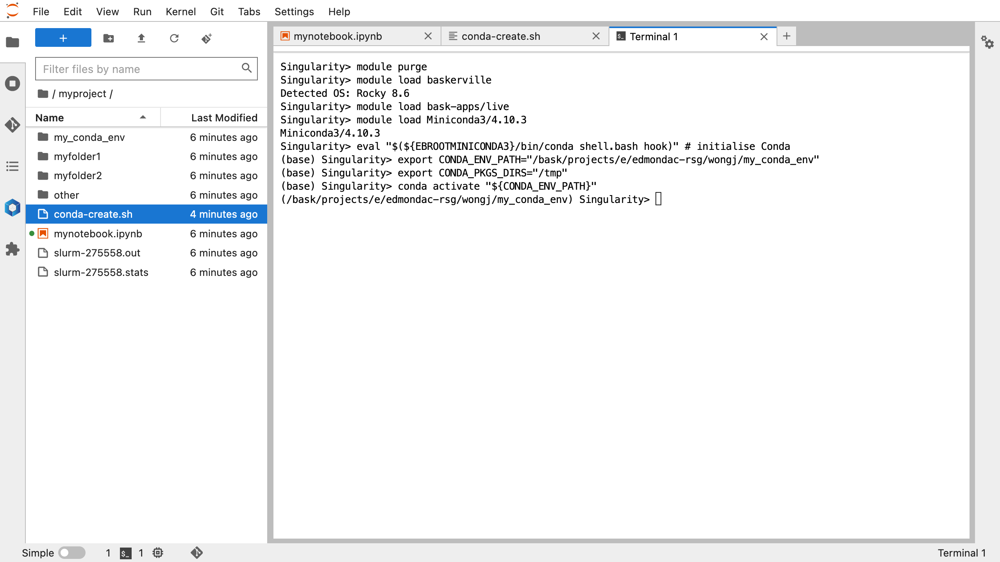 File Edit View Run Kernel Git Tabs Settings Help
Filter files by name
/ myproject /
Name Last Modified
my_conda_env 6 minutes ago
myfolder1 6 minutes ago
myfolder2 6 minutes ago
other 6 minutes ago
conda-create.sh 4 minutes ago
mynotebook.ipynb 6 minutes ago
slurm-275558.out 6 minutes ago
slurm-275558.stats 6 minutes ago
mynotebook.ipynb conda-create.sh $_ Terminal 1
Singularity> module purge
Singularity> module load baskerville
Detected OS: Rocky 8.6
Singularity> module load bask-apps/live
Singularity> module load Miniconda3/4.10.3
Miniconda3/4.10.3
Singularity> eval "$(${EBROOTMINICONDA3}/bin/conda shell.bash hook)" # initialise Conda
(base) Singularity> export CONDA_ENV_PATH="/bask/projects/e/edmondac-rsg/wongj/my_conda_env"
(base) Singularity> export CONDA_PKGS_DIRS="/tmp"
(base) Singularity> conda activate "${CONDA_ENV_PATH}"
(/bask/projects/e/edmondac-rsg/wongj/my_conda_env) Singularity>
Simple 1 $_ 1 Terminal 1